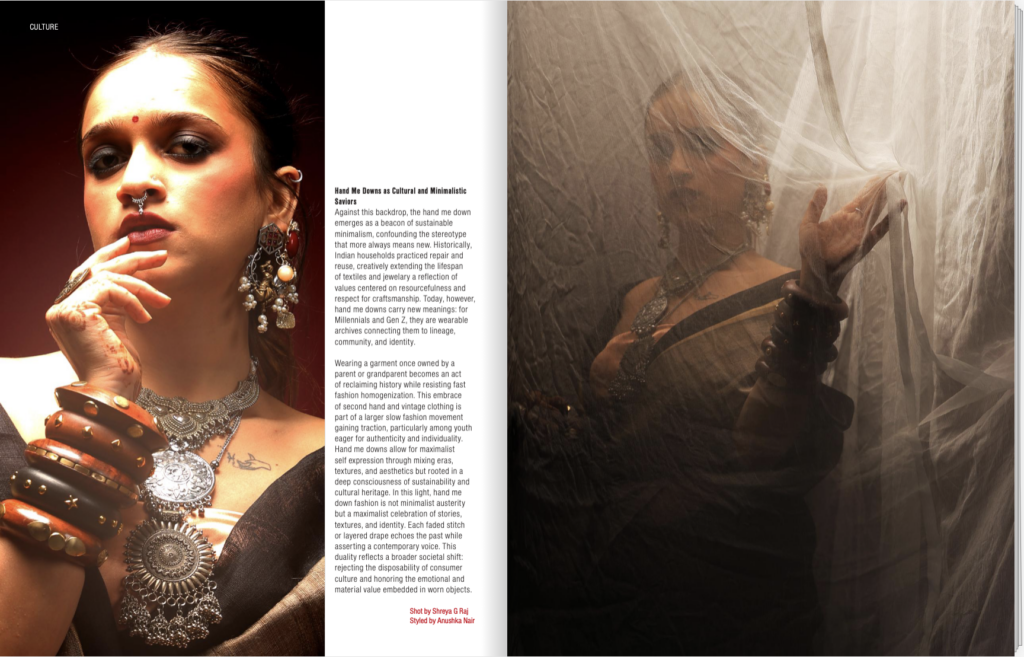 CULTURE
Hand Me Downs as Cultural and Minimalistic
Saviors
Against this backdrop, the hand me down
emerges as a beacon of sustainable
minimalism, confounding the stereotype
that more always means new. Historically,
Indian households practiced repair and
reuse, creatively extending the lifespan
of textiles and jewelary a reflection of
values centered on resourcefulness and
respect for craftsmanship. Today, however,
hand me downs carry new meanings: for
Millennials and Gen Z, they are wearable
archives connecting them to lineage,
community, and identity.
Wearing a garment once owned by a
parent or grandparent becomes an act
of reclaiming history while resisting fast
fashion homogenization. This embrace
of second hand and vintage clothing is
part of a larger slow fashion movement
gaining traction, particularly among youth
eager for authenticity and individuality.
Hand me downs allow for maximalist
self expression through mixing eras,
textures, and aesthetics but rooted in a
deep consciousness of sustainability and
cultural heritage. In this light, hand me
down fashion is not minimalist austerity
but a maximalist celebration of stories,
textures, and identity. Each faded stitch
or layered drape echoes the past while
asserting a contemporary voice. This
duality reflects a broader societal shift:
rejecting the disposability of consumer
culture and honoring the emotional and
material value embedded in worn objects.
Shot by Shreya G Raj
Styled by Anushka Nair